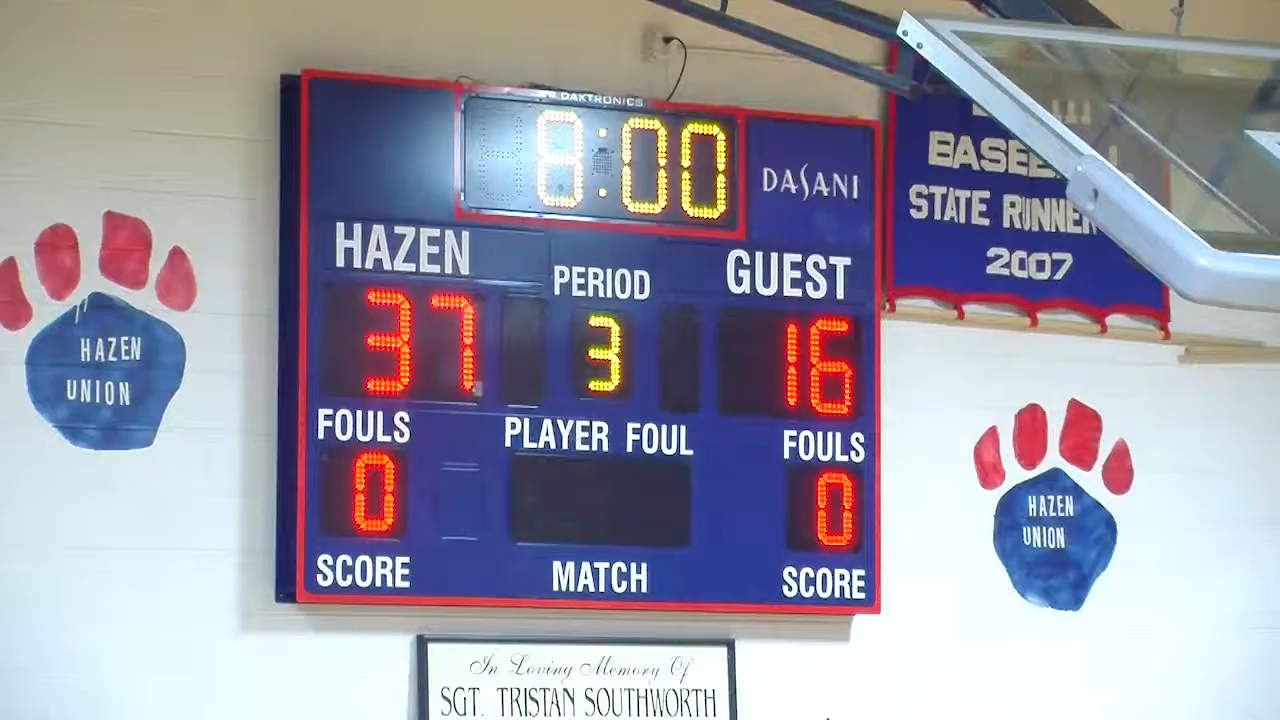 DAKTRONICS
8:00
DASANI
HAZEN
PERIOD
GUEST
37
3
16
FOULS
PLAYER FOUL
FOULS
0
0
SCORE
MATCH
SCORE
STATE
2007
HAZEN
UNION
HAZEN
UNION
In Loving Memory Of
SGT. TRISTAN SOUTHWORTH